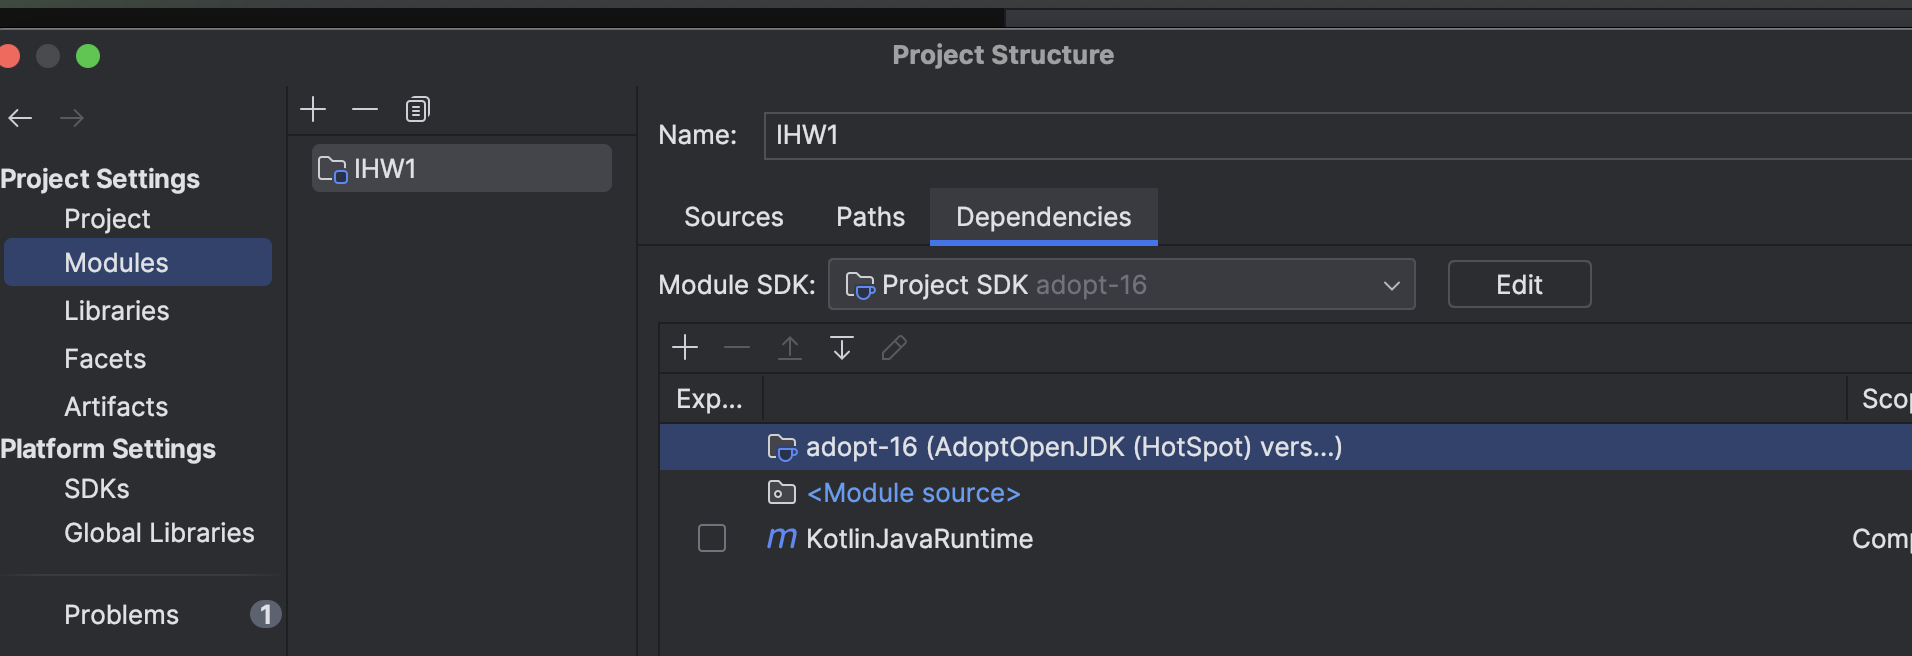 Project Structure
Project Settings
Project
Modules
Libraries
Facets
Artifacts
Platform Settings
SDKs
Global Libraries
Problems 1
IHW1
Name: IHW1
Sources Paths Dependencies
Module SDK: Project SDK adopt-16 Edit
Exp...
adopt-16 (AdoptOpenJDK (HotSpot) vers...)
<Module source>
m KotlinJavaRuntime